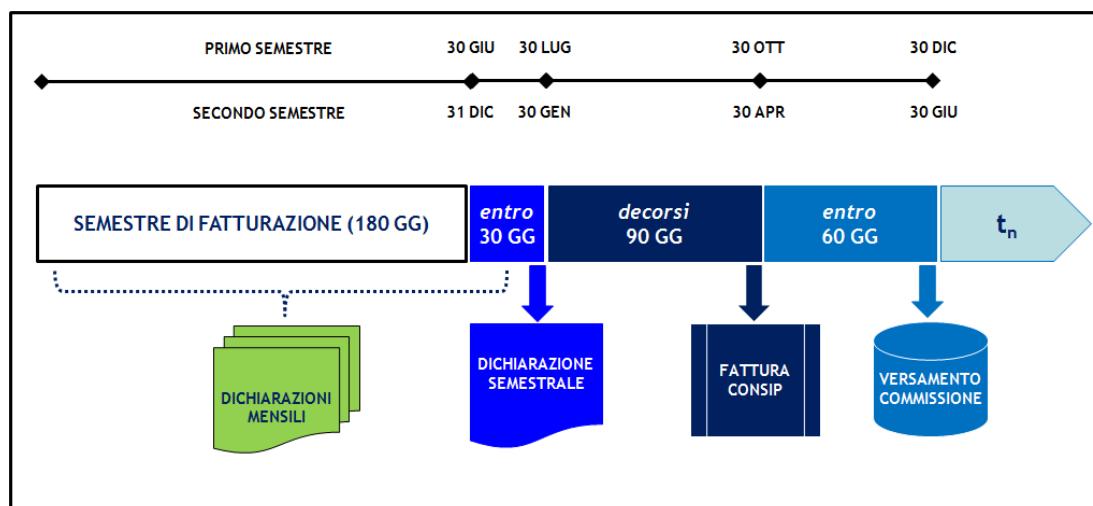 PRIMO SEMESTRE
30 GIU
30 LUG
30 OTT
30 DIC
SECONDO SEMESTRE
31 DIC
30 GEN
30 APR
30 GIU
SEMESTRE DI FATTURAZIONE (180 GG)
entro
30 GG
decorsi
90 GG
entro
60 GG
tn
DICHIARAZIONI
MENSILI
DICHIARAZIONE
SEMESTRALE
FATTURA
CONSIP
VERSAMENTO
COMMISSIONE